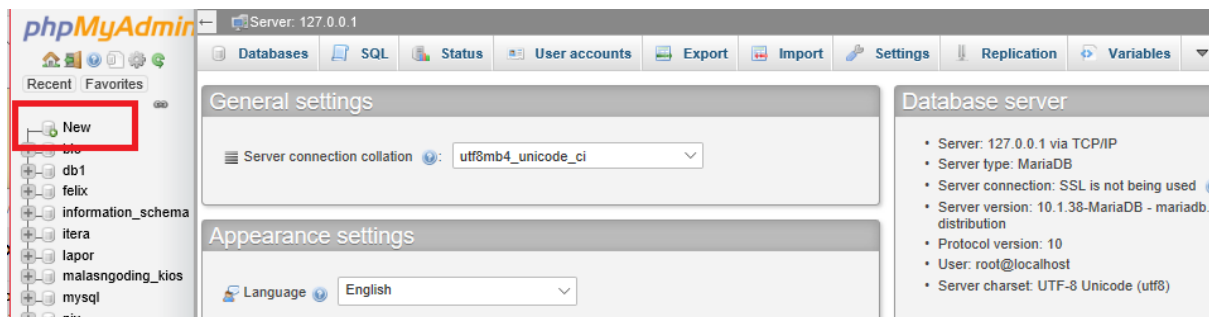 phpMyAdmin
Recent Favorites
New
db1
felix
information_schema
itera
lapor
malasngoding_kios
mysql
Server: 127.0.0.1
Databases SQL Status User accounts Export Import Settings Replication Variables
General settings
Server connection collation : utf8mb4_unicode_ci
Appearance settings
Language English
Database server
• Server: 127.0.0.1 via TCP/IP
• Server type: MariaDB
• Server connection: SSL is not being used
• Server version: 10.1.38-MariaDB - mariadb.
distribution
• Protocol version: 10
• User: root@localhost
• Server charset: UTF-8 Unicode (utf8)